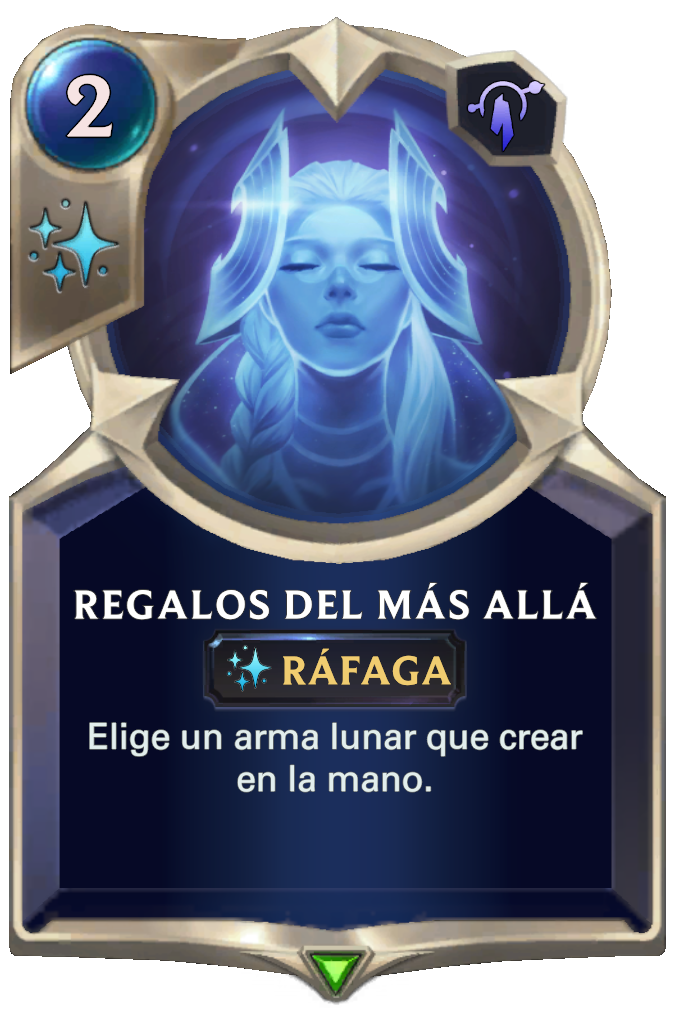 2
REGALOS DEL MÁS ALLÁ
RÁFAGA
Elige un arma lunar que crear
en la mano.